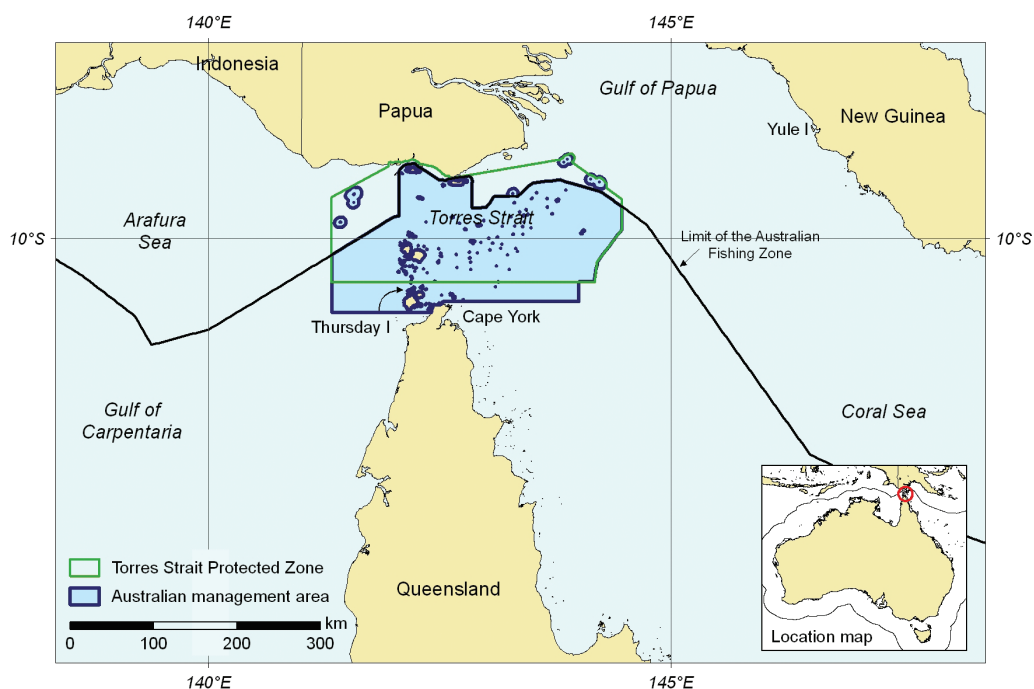 140°E
145°E
Indonesia
Gulf of Papua
Papua
New Guinea
Yule I
Arafura
Sea
Torres Strait
10°S
10°S
Limit of the Australian
Fishing Zone
Thursday I
Cape York
Gulf of
Carpentaria
Coral Sea
Torres Strait Protected Zone
Australian management area
km
0
100
200
300
Queensland
Location map
140°E
145°E